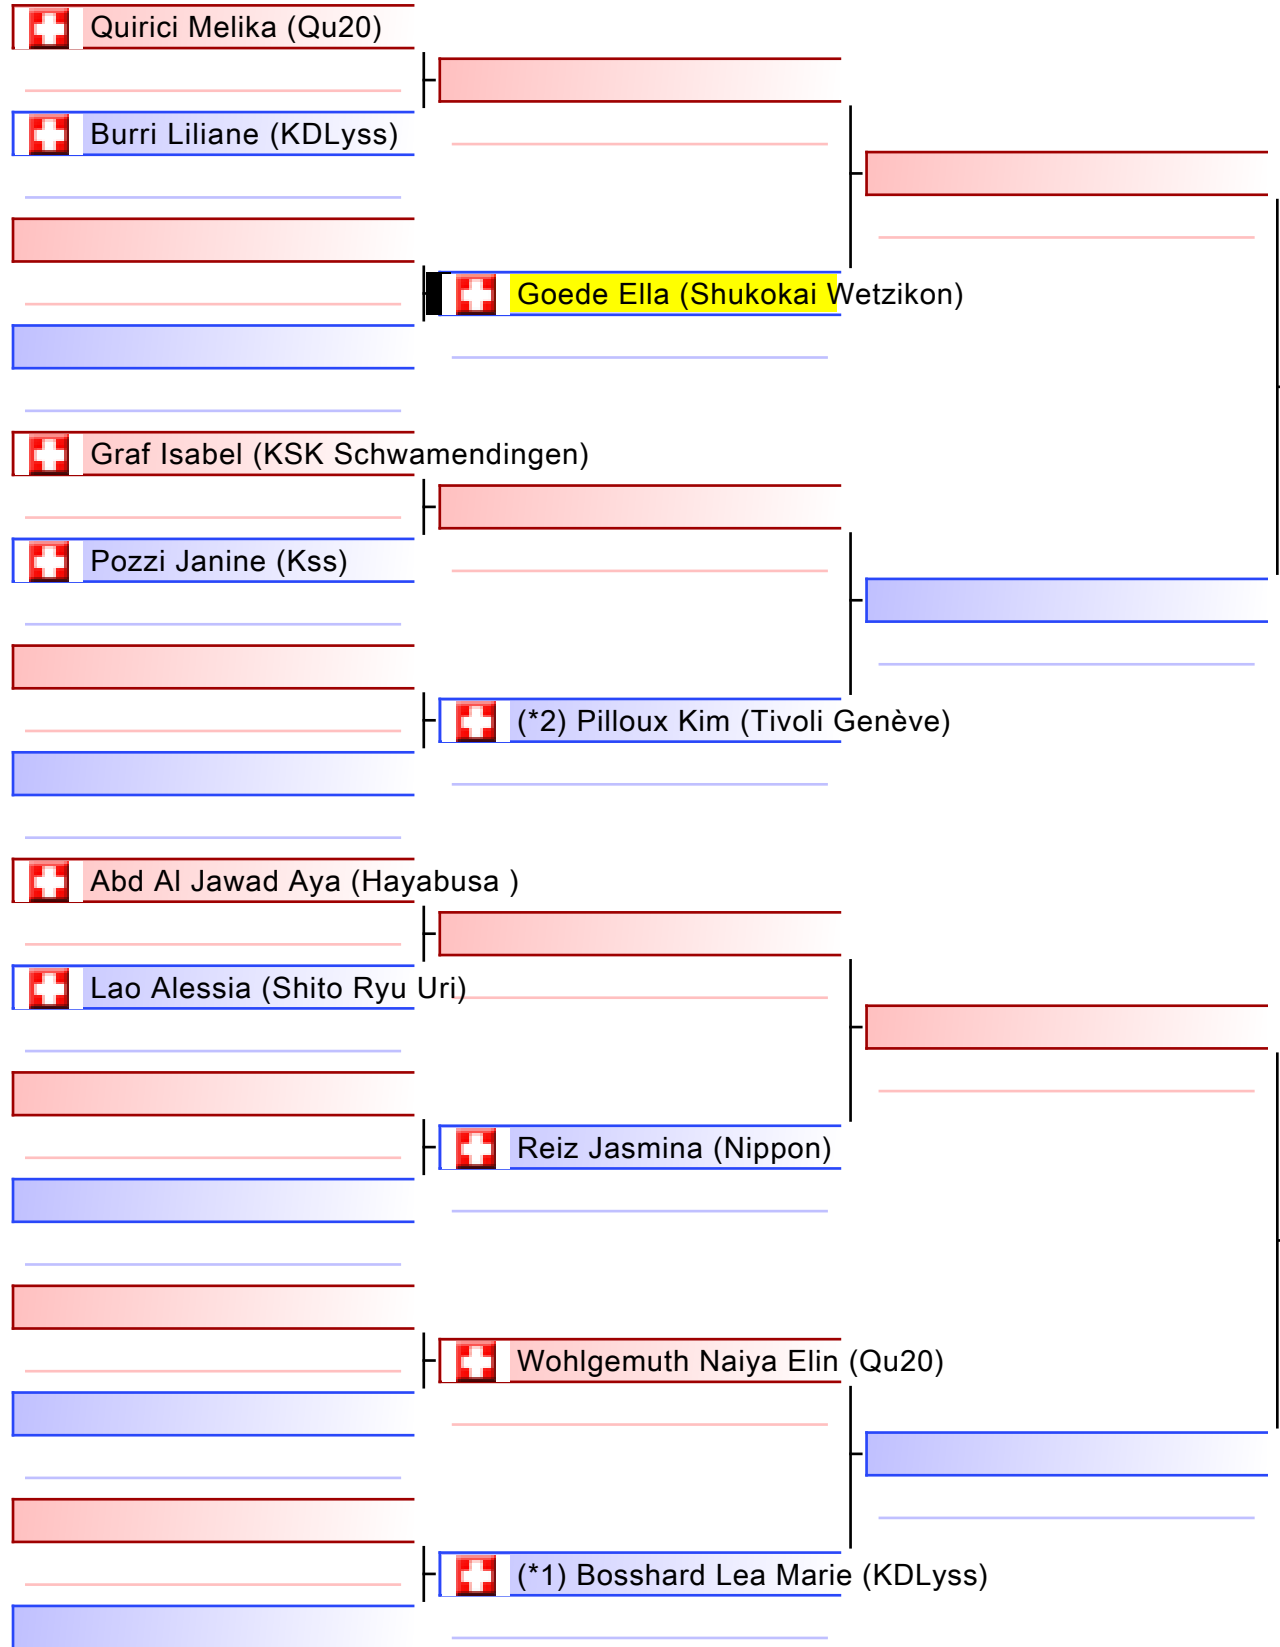 Quirici Melika (Qu20)
Burri Liliane (KDLyss)
Goede Ella (Shukokai Wetzikon)
Graf Isabel (KSK Schwamendingen)
Pozzi Janine (Kss)
(*2) Pilloux Kim (Tivoli Genève)
Abd Al Jawad Aya (Hayabusa )
Lao Alessia (Shito Ryu Uri)
Reiz Jasmina (Nippon)
Wohlgemuth Naiya Elin (Qu20)
(*1) Bosshard Lea Marie (KDLyss)